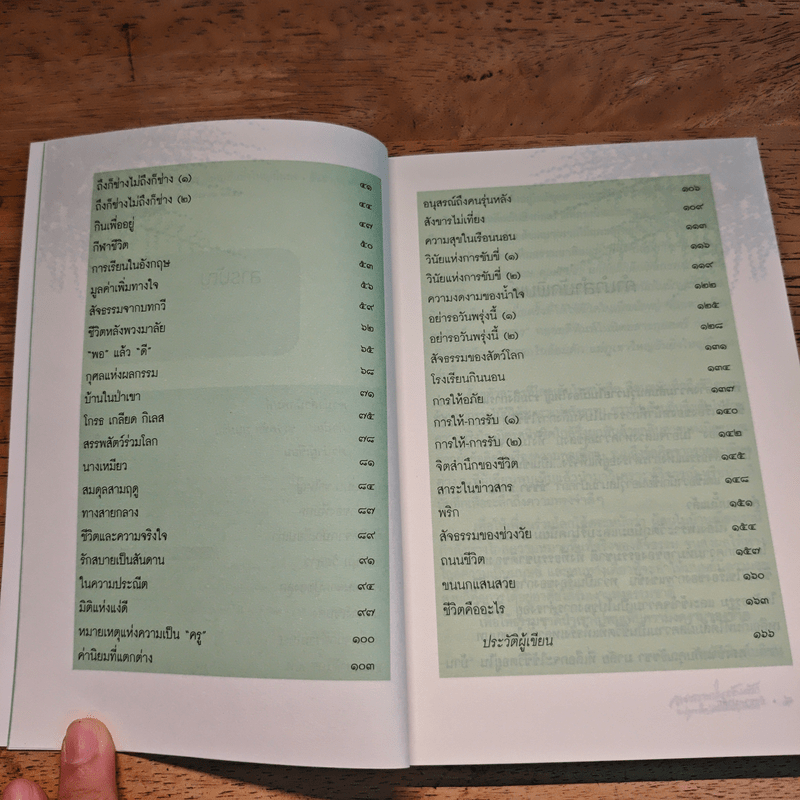 ถึงก็ช่างไม่ถึงก็ช่าง (๑) ๔๑
ถึงก็ช่างไม่ถึงก็ช่าง (๒) ๔๔
กินเพื่ออยู่ ๔๗
กีฬาชีวิต ๕๐
การเรียนในอังกฤษ ๕๓
มูลค่าเพิ่มทางใจ ๕๖
สัจธรรมจากบทกวี ๕๙
ชีวิตหลังพวงมาลัย ๖๒
"พอ" แล้ว "ดี" ๖๕
กุศลแห่งผลกรรม ๖๘
บ้านในป่าเขา ๗๑
โกรธ เกลียด กิเลส ๗๕
สรรพสัตว์ร่วมโลก ๗๘
นางเหมียว ๘๑
สมดุลสามฤดู ๘๔
ทางสายกลาง ๘๗
ชีวิตและความจริงใจ ๘๙
รักสบายเป็นสันดาน ๙๑
ในความประณีต ๙๔
มิติแห่งแง่ดี ๙๗
หมายเหตุแห่งความเป็น "ครู" ๑๐๐
ค่านิยมที่แตกต่าง ๑๐๓
อนุสรณ์ถึงคนรุ่นหลัง ๑๐๖
สังขารไม่เที่ยง ๑๐๙
ความสุขในเรือนนอน ๑๑๓
วินัยแห่งการขับขี่ (๑) ๑๑๖
วินัยแห่งการขับขี่ (๒) ๑๑๙
ความงดงามของน้ำใจ ๑๒๒
อย่ารอวันพรุ่งนี้ (๑) ๑๒๕
อย่ารอวันพรุ่งนี้ (๒) ๑๒๘
สัจธรรมของสัตว์โลก ๑๓๑
โรงเรียนกินนอน ๑๓๔
การให้อภัย ๑๓๗
การให้-การรับ (๑) ๑๔๐
การให้-การรับ (๒) ๑๔๒
จิตสำนึกของชีวิต ๑๔๕
สาระในข่าวสาร ๑๔๘
พริก ๑๕๑
สัจธรรมของช่วงวัย ๑๕๔
ถนนชีวิต ๑๕๗
ขนนกแสนสวย ๑๖๐
ชีวิตคืออะไร ๑๖๓
ประวัติผู้เขียน ๑๖๖